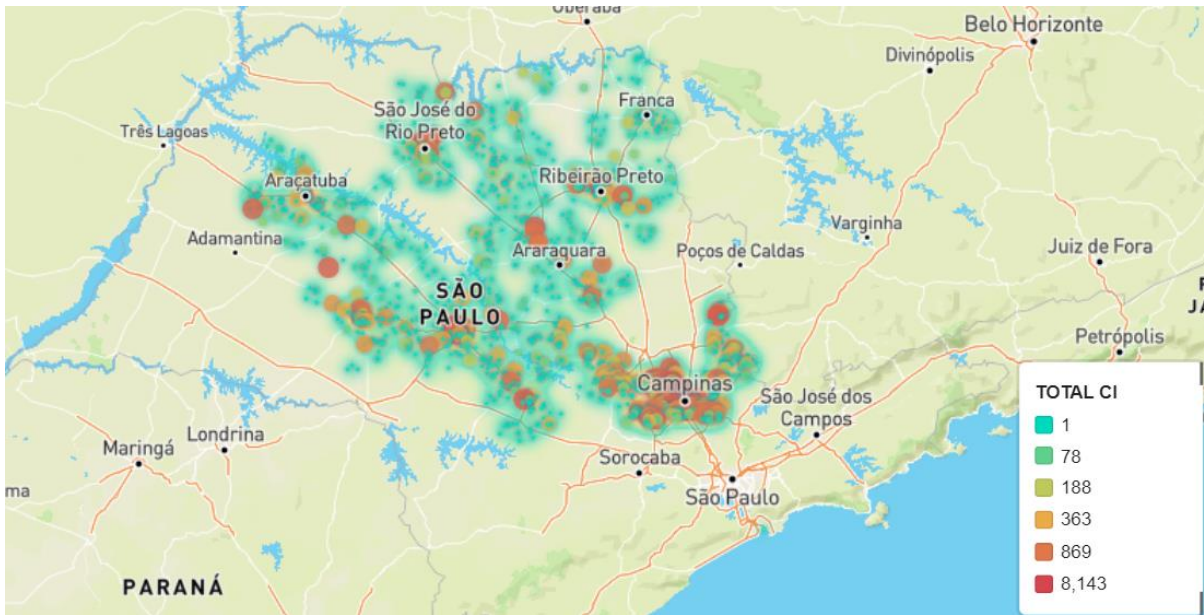 Uberaba
Belo Horizonte
Divinópolis
São José do
Rio Preto
Franca
Três Lagoas
Araçatuba
Ribeirão Preto
Varginha
Adamantina
Araraquara
Poços de Caldas
Juiz de Fora
SÃO
PAULO
JA
Petrópolis
Campinas
São José dos
Campos
Londrina
Maringá
Sorocaba
São Paulo
ma
PARANÁ
TOTAL CI
1
78
188
363
869
8,143